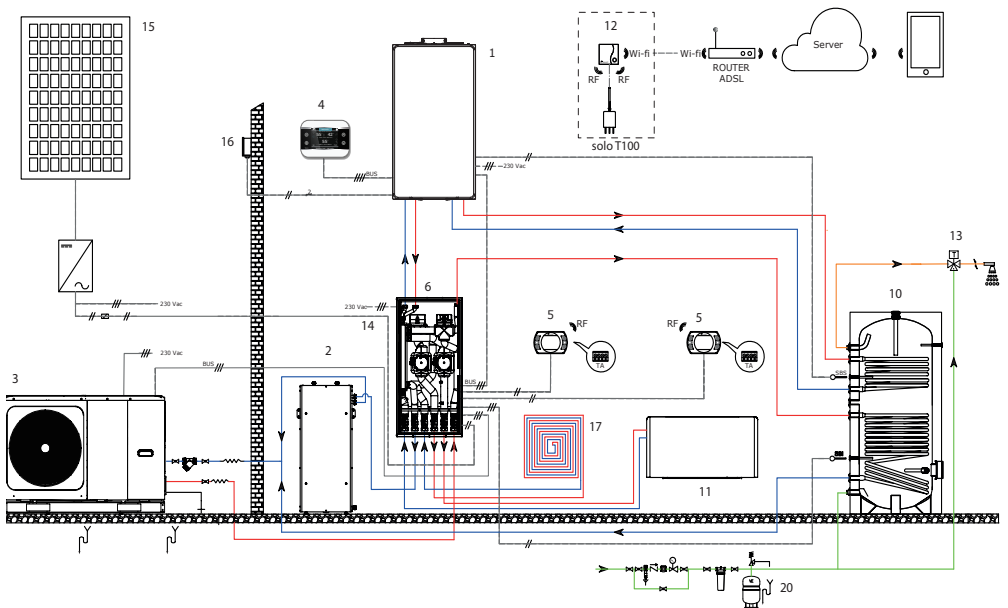 15
12
1
Wi-fi
Wi-fi
Server
RF
RF
ROUTER
ADSL
4
solo T100
16
230 Vac
BUS
2
13
6
10
230 Vac
230 Vac
14
5
RF
RF
5
TA
TA
2
230 Vac
BUS
3
BUS
SBS
17
11
SBS
20